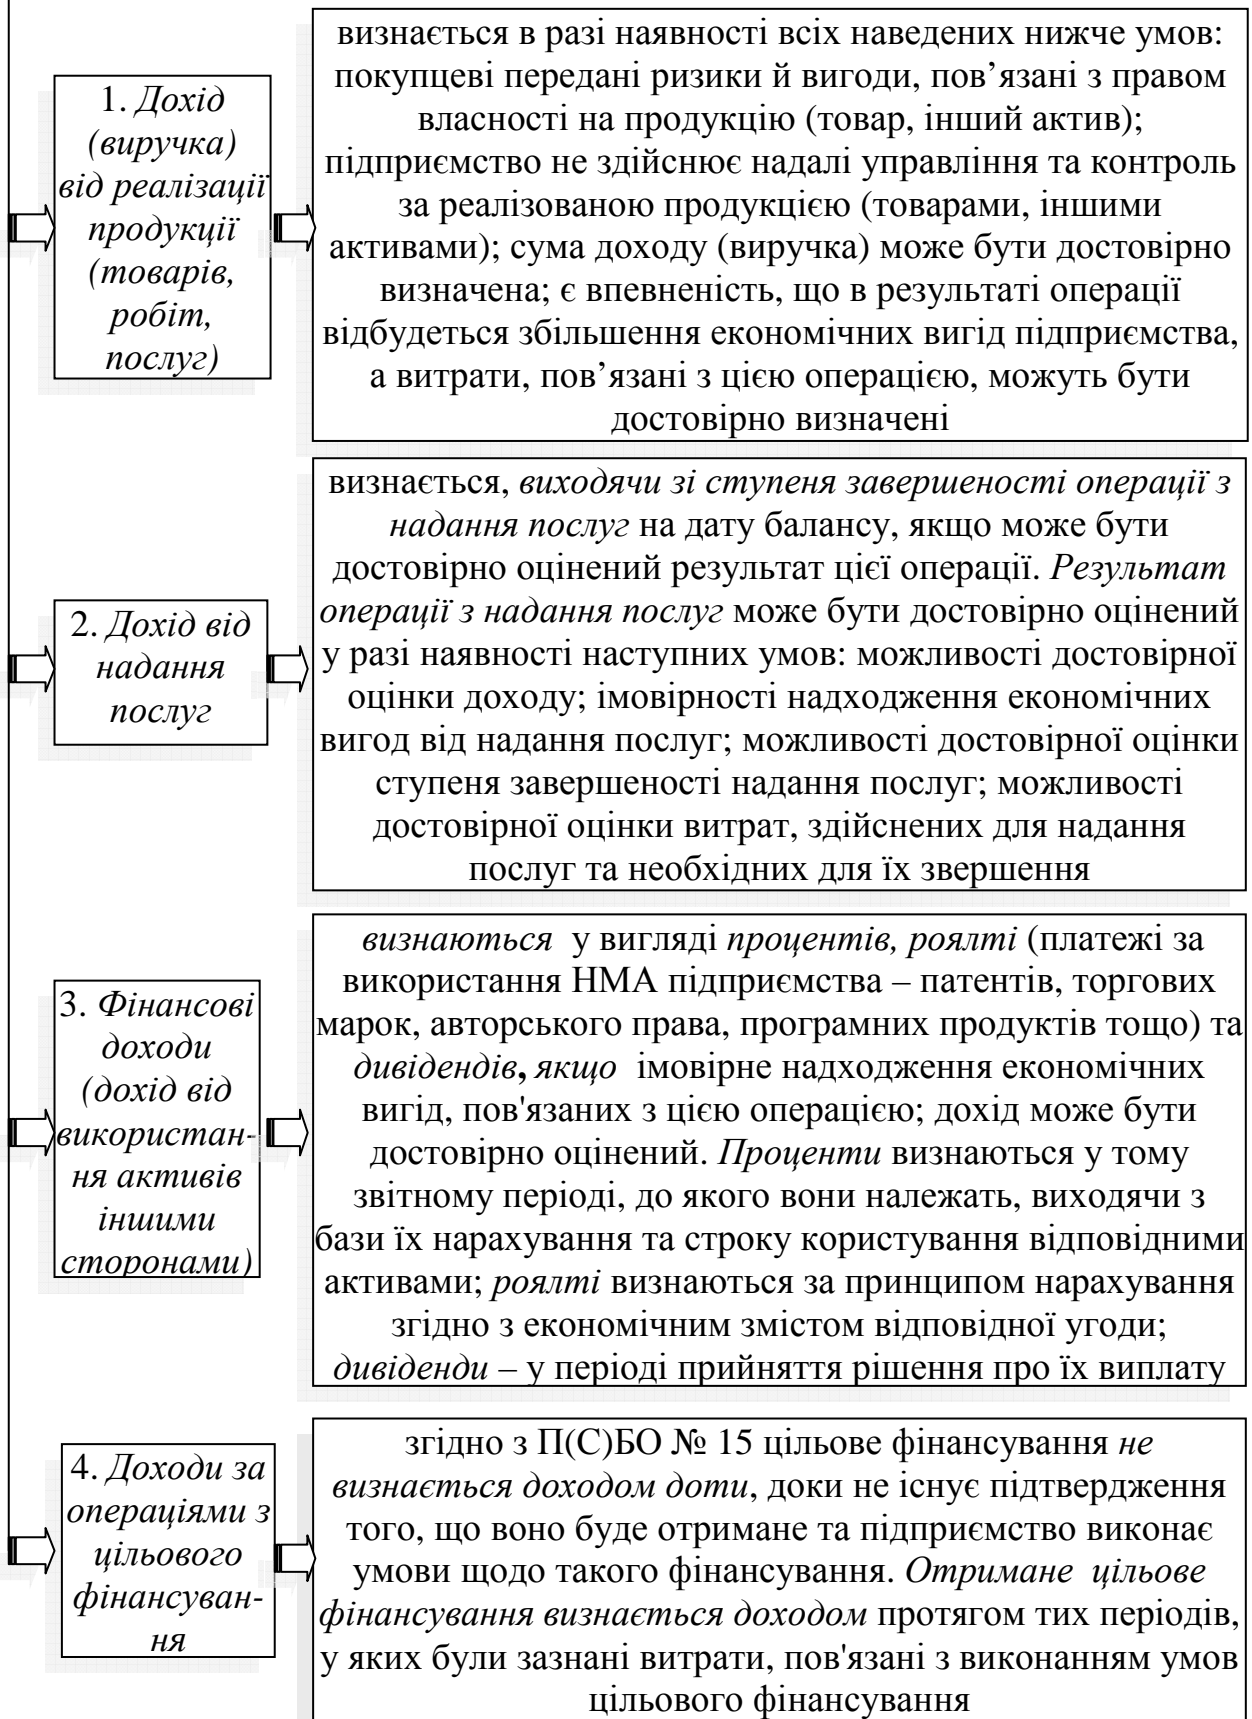 1. Дохід
(виручка)
від реалізації
продукції
(товарів,
робіт,
послуг)
визнається в разі наявності всіх наведених нижче умов:
покупцеві передані ризики й вигоди, пов’язані з правом
власності на продукцію (товар, інший актив);
підприємство не здійснює надалі управління та контроль
за реалізованою продукцією (товарами, іншими
активами); сума доходу (виручка) може бути достовірно
визначена; є впевненість, що в результаті операції
відбудеться збільшення економічних вигід підприємства,
а витрати, пов’язані з цією операцією, можуть бути
достовірно визначені
2. Дохід від
надання
послуг
визнається, виходячи зі ступеня завершеності операції з
надання послуг на дату балансу, якщо може бути
достовірно оцінений результат цієї операції. Результат
операції з надання послуг може бути достовірно оцінений
у разі наявності наступних умов: можливості достовірної
оцінки доходу; імовірності надходження економічних
вигод від надання послуг; можливості достовірної оцінки
ступеня завершеності надання послуг; можливості
достовірної оцінки витрат, здійснених для надання
послуг та необхідних для їх звершення
3. Фінансові
доходи
(дохід від
використан-
ня активів
іншими
сторонами)
визнаються у вигляді процентів, роялті (платежі за
використання НМА підприємства – патентів, торгових
марок, авторського права, програмних продуктів тощо) та
дивідендів, якщо імовірне надходження економічних
вигід, пов'язаних з цією операцією; дохід може бути
достовірно оцінений. Проценти визнаються у тому
звітному періоді, до якого вони належать, виходячи з
бази їх нарахування та строку користування відповідними
активами; роялті визнаються за принципом нарахування
згідно з економічним змістом відповідної угоди;
дивіденди – у періоді прийняття рішення про їх виплату
4. Доходи за
операціями з
цільового
фінансуван-
ня
згідно з П(С)БО № 15 цільове фінансування не
визнається доходом доти, доки не існує підтвердження
того, що воно буде отримане та підприємство виконає
умови щодо такого фінансування. Отримане цільове
фінансування визнається доходом протягом тих періодів,
у яких були зазнані витрати, пов'язані з виконанням умов
цільового фінансування